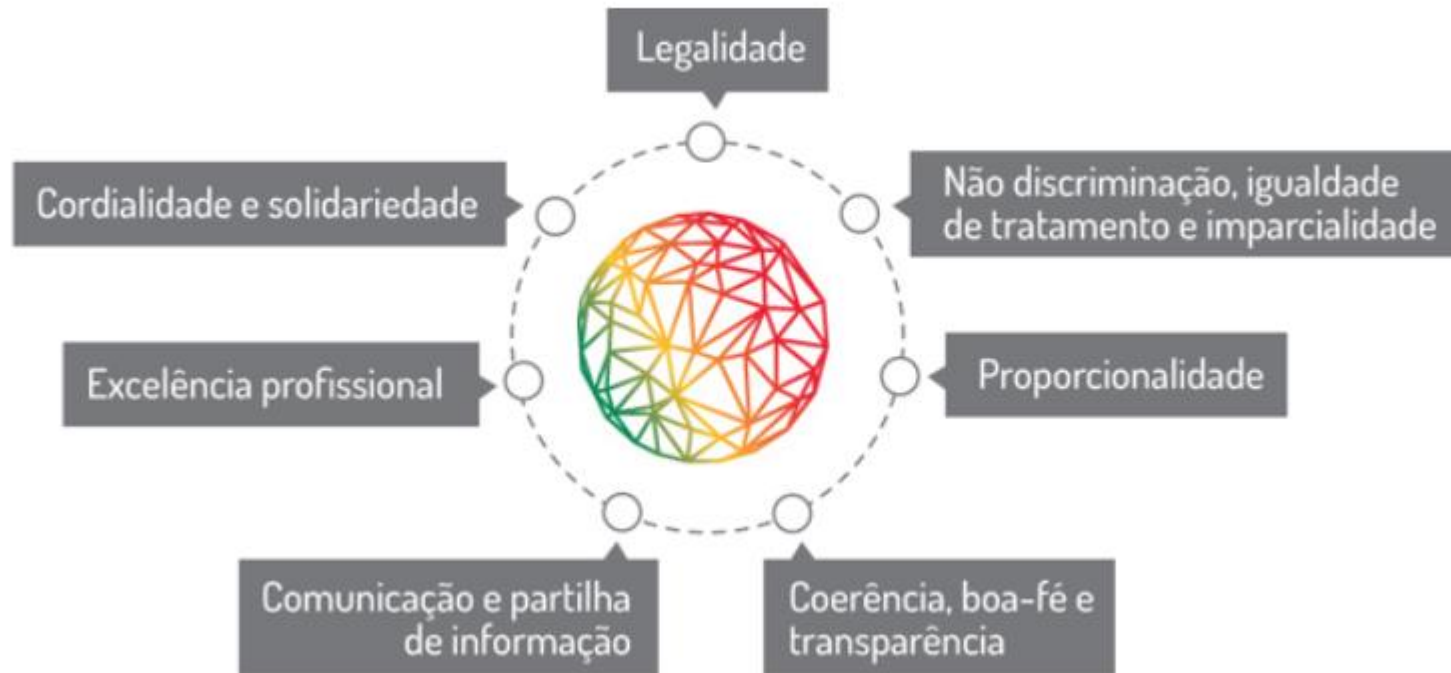 Legalidade
Cordialidade e solidariedade
Não discriminação, igualdade
de tratamento e imparcialidade
Excelência profissional
Proporcionalidade
Comunicação e partilha
de informação
Coerência, boa-fé e
transparência